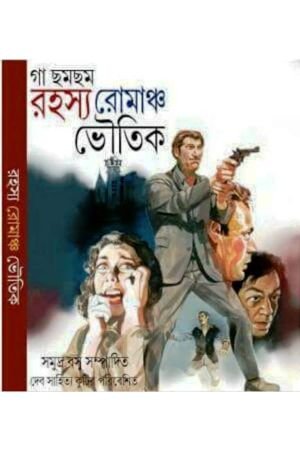 গা ছমছম
রহস্য রোমাঞ্চ
ভৌতিক
সমুদ্র বসু সম্পাদিত
দেব সাহিত্য কুটির পরিবেশিত
রহস্য রোমাঞ্চ ভৌতিক